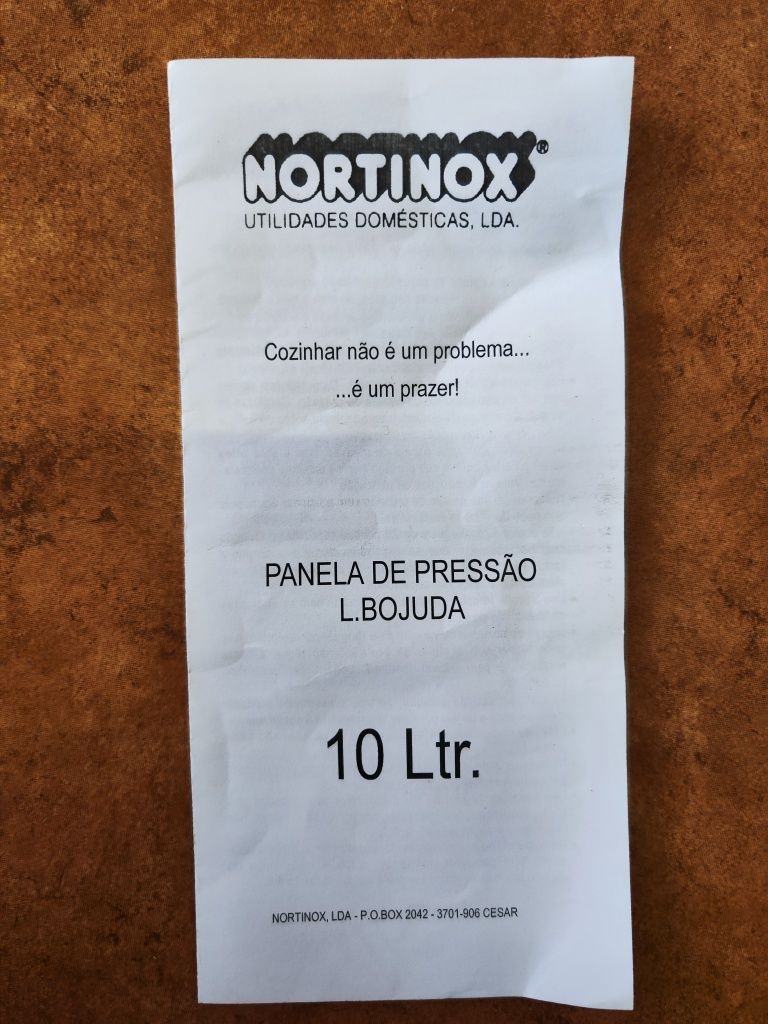 NORTINOX®
UTILIDADES DOMÉSTICAS, LDA.
Cozinhar não é um problema...
...é um prazer!
PANELA DE PRESSÃO
L.BOJUDA
10 Ltr.
NORTINOX, LDA - P.O.BOX 2042 - 3701-906 CESAR